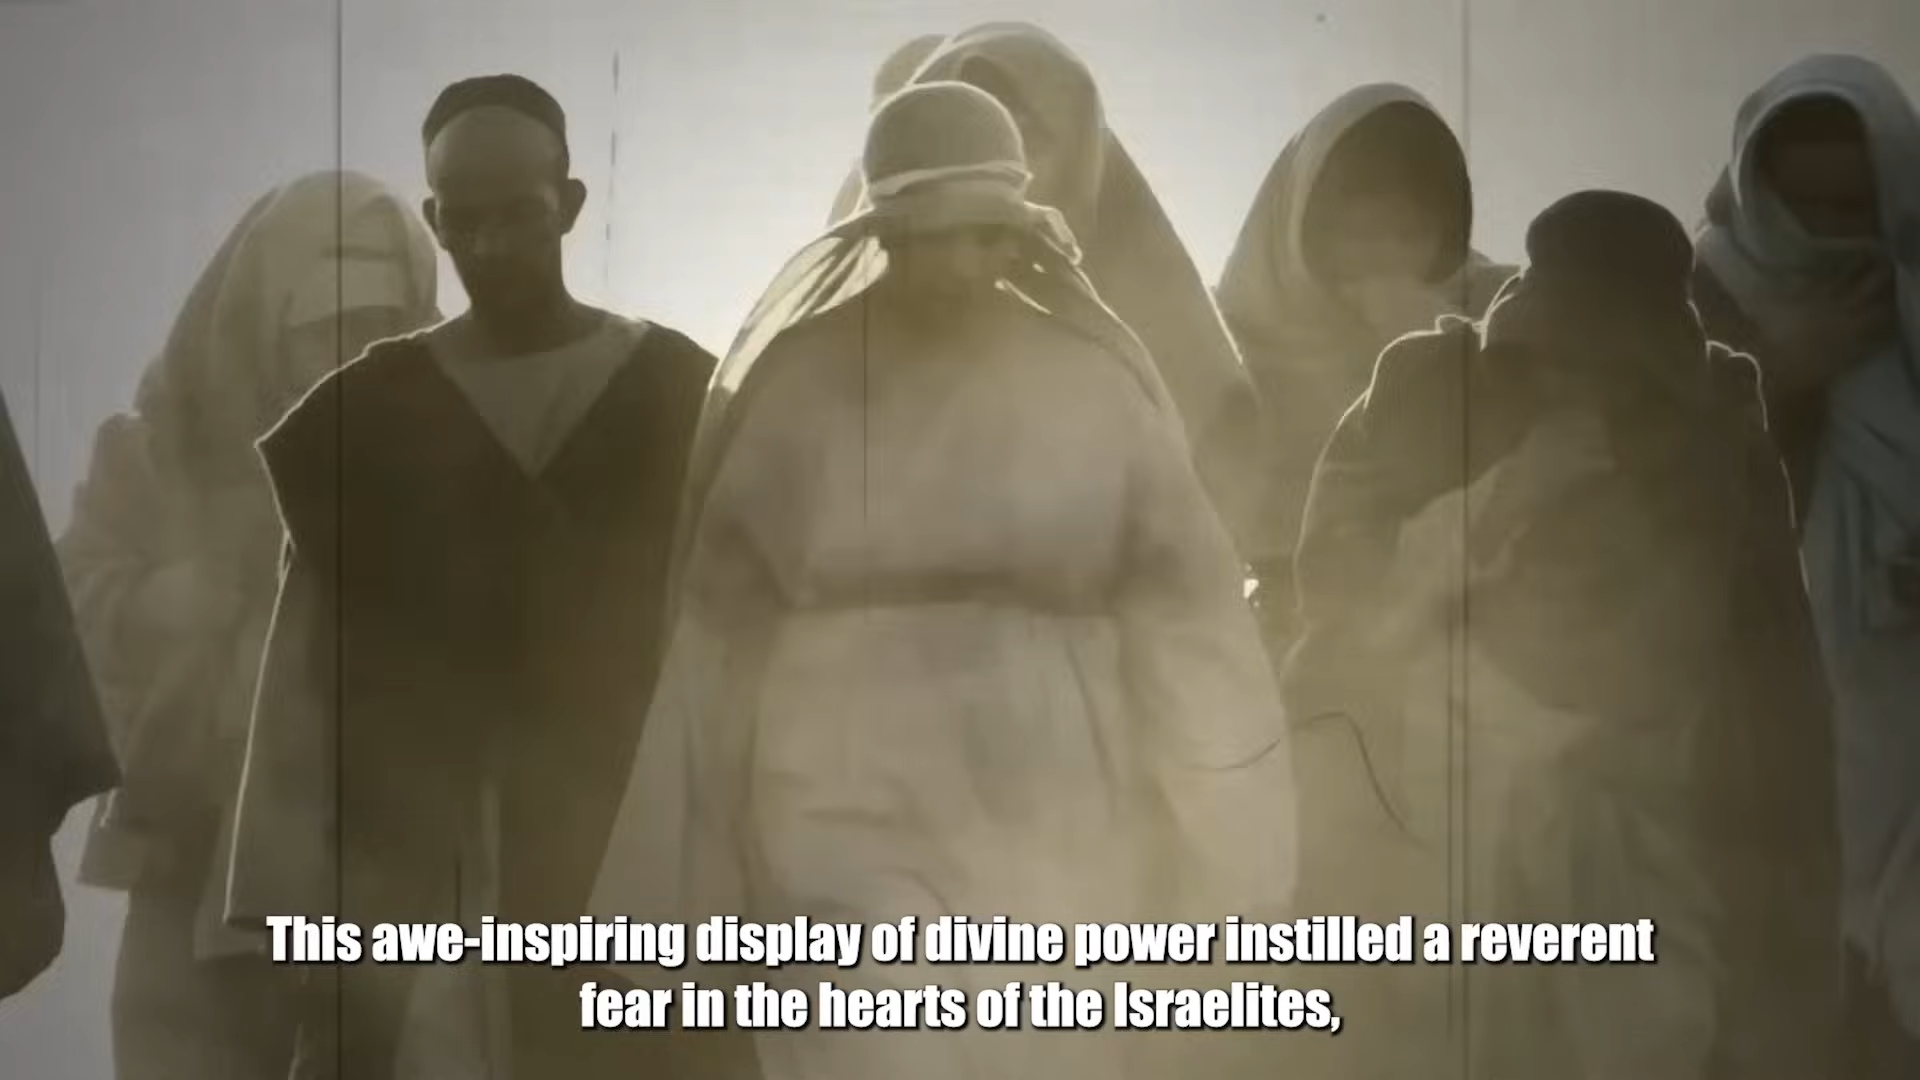 This awe-inspiring display of divine power instilled a reverent
fear in the hearts of the Israelites,